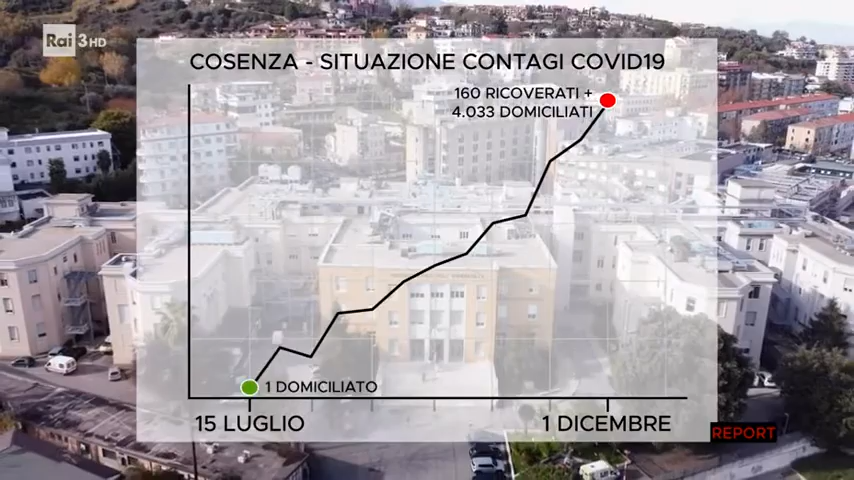 Rai 3HD
COSENZA - SITUAZIONE CONTAGI COVID19
160 RICOVERATI +
4.033 DOMICILIATI
1 DOMICILIATO
15 LUGLIO
1 DICEMBRE
REPORT